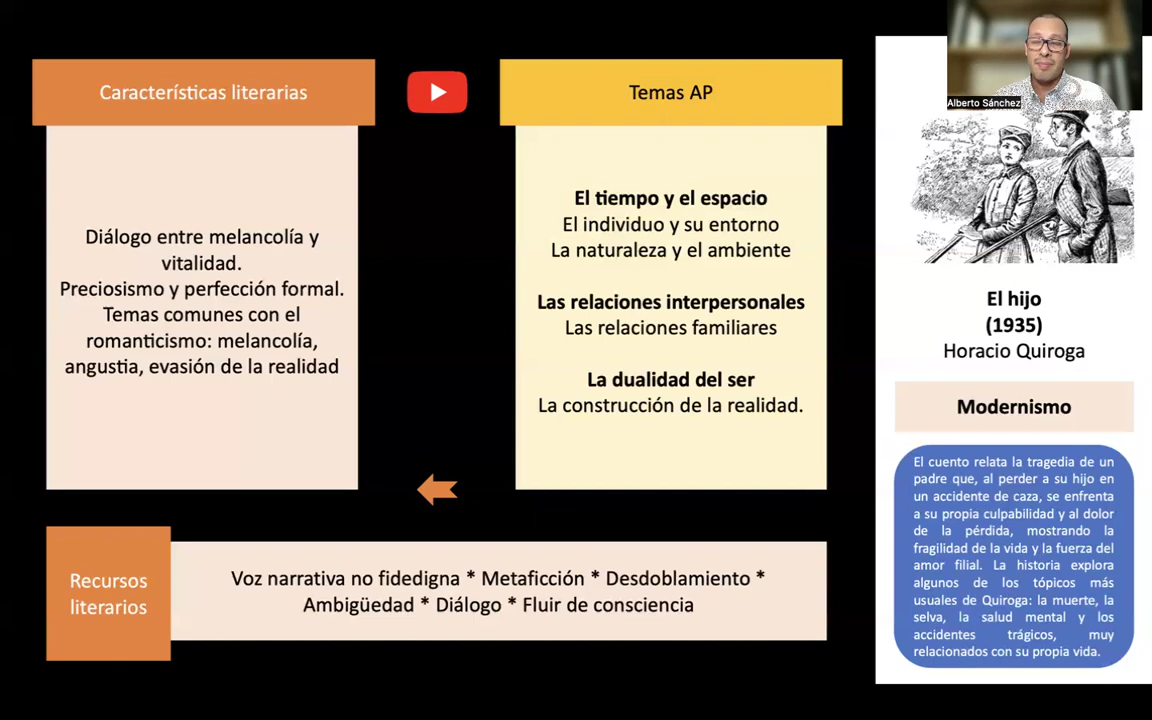 Características literarias
Diálogo entre melancolía y
vitalidad.
Preciosismo y perfección formal.
Temas comunes con el
romanticismo: melancolía,
angustia, evasión de la realidad
Temas AP
El tiempo y el espacio
El individuo y su entorno
La naturaleza y el ambiente
Las relaciones interpersonales
Las relaciones familiares
La dualidad del ser
La construcción de la realidad.
Recursos
literarios
Voz narrativa no fidedigna * Metaficción * Desdoblamiento *
Ambigüedad * Diálogo * Fluir de consciencia
Alberto Sánchez
El hijo
(1935)
Horacio Quiroga
Modernismo
El cuento relata la tragedia de un
padre que, al perder a su hijo en
un accidente de caza, se enfrenta
a su propia culpabilidad y al dolor
de la pérdida, mostrando la
fragilidad de la vida y la fuerza del
amor filial. La historia explora
algunos de los tópicos más
usuales de Quiroga: la muerte, la
selva, la salud mental y los
accidentes trágicos, muy
relacionados con su propia vida.